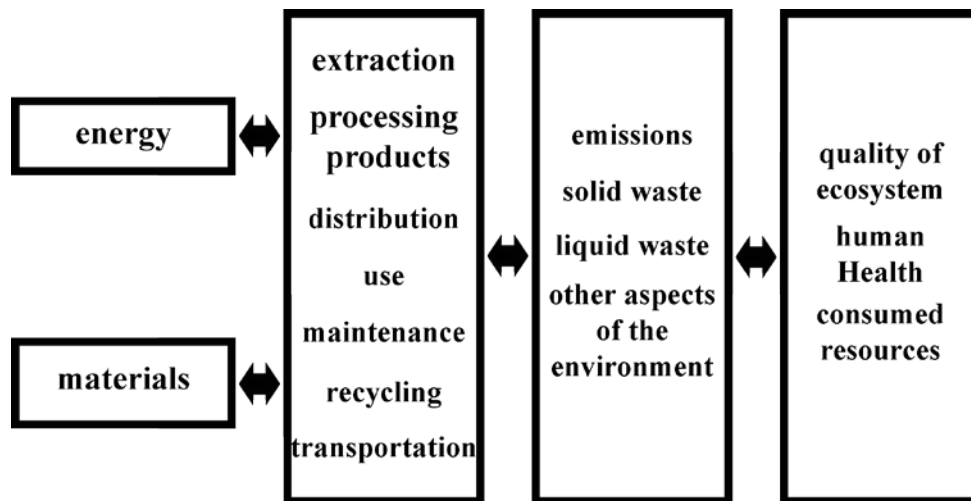 energy
materials
extraction
processing
products
distribution
use
maintenance
recycling
transportation
emissions
solid waste
liquid waste
other aspects
of the
environment
quality of
ecosystem
human
Health
consumed
resources